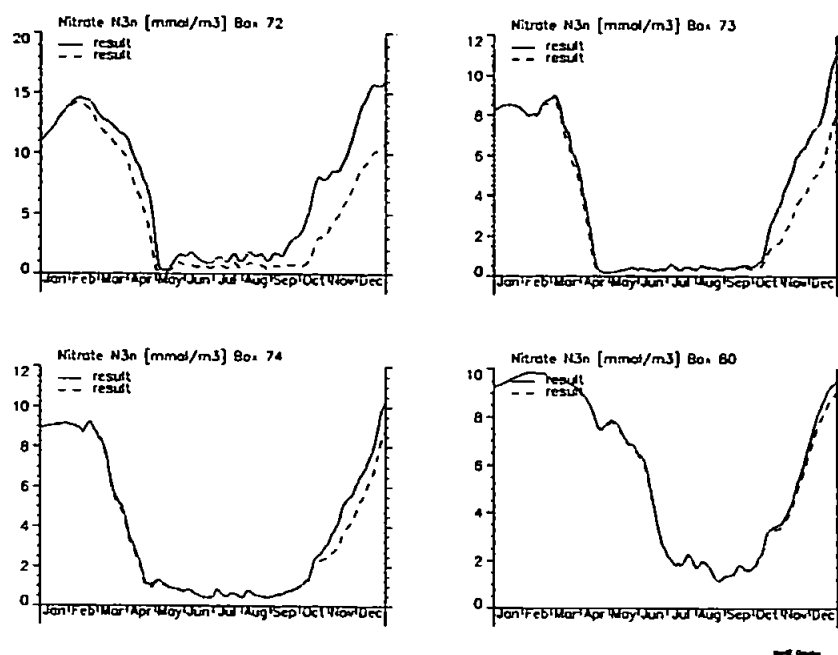 Nitrate N3n [mmol/m3] Box 72
20
result
result
15
10
5
0
Jan Feb Mar Apr May Jun Jul Aug Sep Oct Nov Dec
Nitrate N3n [mmol/m3] Box 73
12
result
result
10
8
6
4
2
0
Jan Feb Mar Apr May Jun Jul Aug Sep Oct Nov Dec
Nitrate N3n [mmol/m3] Box 74
12
result
result
10
8
6
4
2
0
Jan Feb Mar Apr May Jun Jul Aug Sep Oct Nov Dec
Nitrate N3n [mmol/m3] Box 60
10
result
result
8
6
4
2
0
Jan Feb Mar Apr May Jun Jul Aug Sep Oct Nov Dec